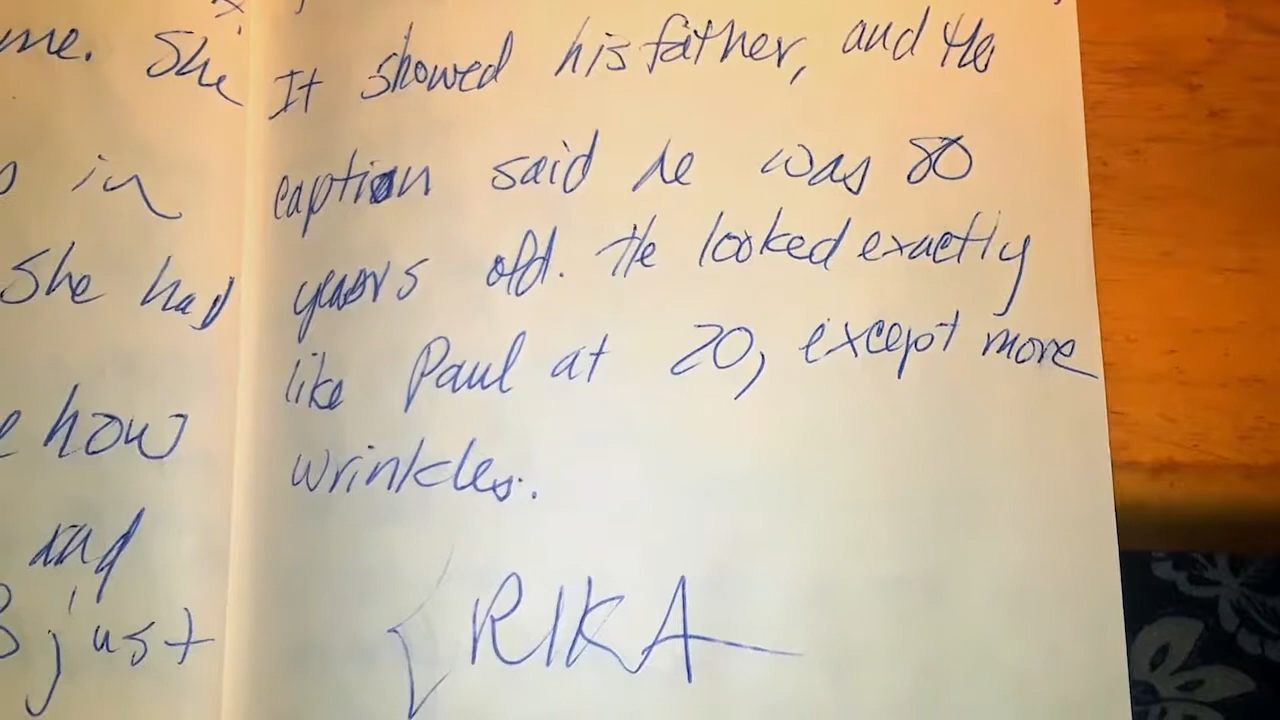 me. She
in
She had
how
and
just
It showed his father, and the
caption said he was 80
years old. He looked exactly
like Paul at 20, except more
wrinkles.
RIKA